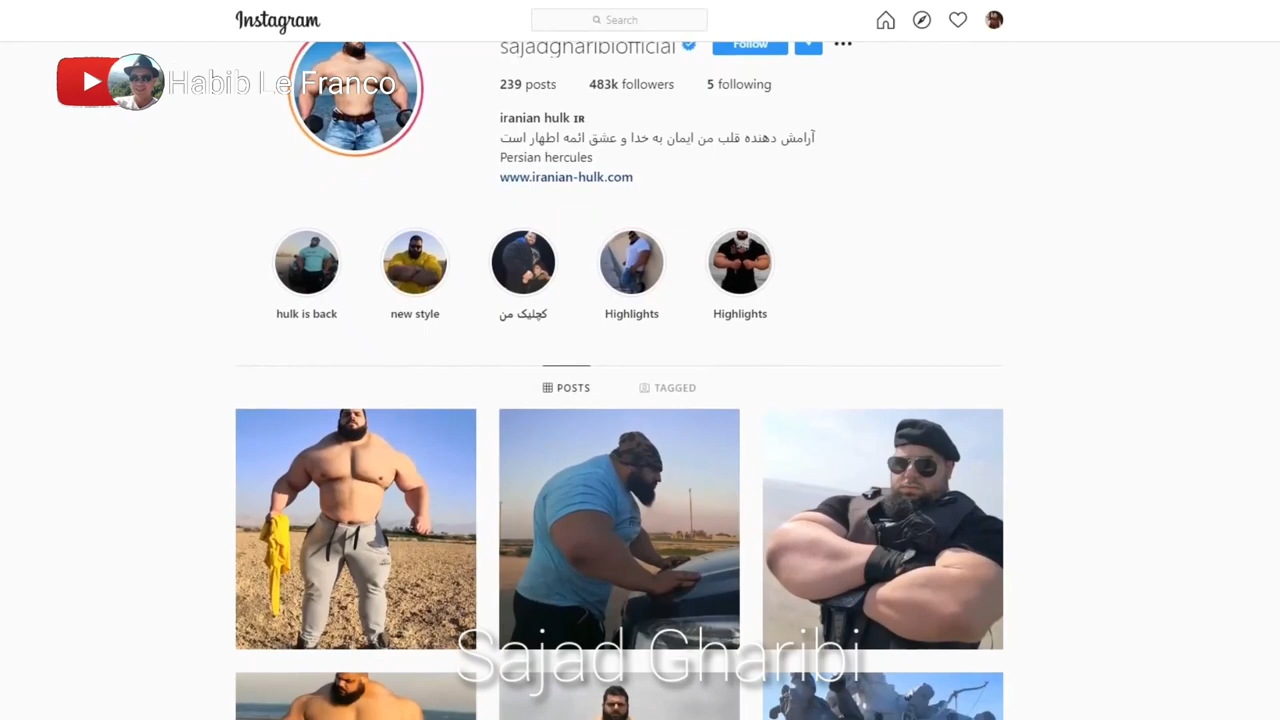 Instagram
Search
sajadgharibiofficial
Follow
Habib Le Franco
239 posts 483k followers 5 following
iranian hulk IR
آرامش دهنده قلب من ایمان به خدا و عشق ائمه اطهار است
Persian hercules
www.iranian-hulk.com
hulk is back
new style
کچلیک من
Highlights
Highlights
POSTS
TAGGED
Sajad Gharibi